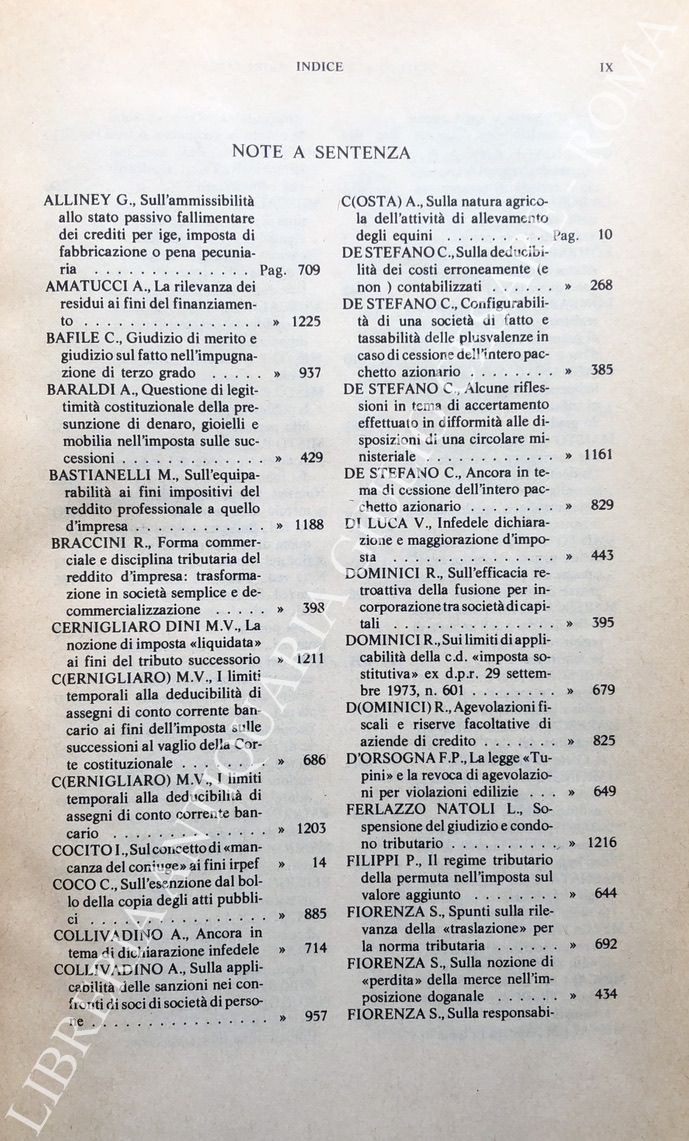 INDICE IX
NOTE A SENTENZA
ALLINEY G., Sull'ammissibilità
allo stato passivo fallimentare
dei crediti per ige, imposta di
fabbricazione o pena pecunia-
ria . . . . . . . . . . . . . . Pag. 709
AMATUCCI A., La rilevanza dei
residui ai fini del finanziamen-
to . . . . . . . . . . . . . . . . » 1225
BAFILE C., Giudizio di merito e
giudizio sul fatto nell'impugna-
zione di terzo grado . . . . . » 937
BARALDI A., Questione di legit-
timità costituzionale della pre-
sunzione di denaro, gioielli e
mobilia nell'imposta sulle suc-
cessioni . . . . . . . . . . . . . » 429
BASTIANELLI M., Sull'equipa-
rabilità ai fini impositivi del
reddito professionale a quello
d'impresa . . . . . . . . . . . . » 1188
BRACCINI R., Forma commer-
ciale e disciplina tributaria del
reddito d'impresa: trasforma-
zione in società semplice e de-
commercializzazione . . . . . » 398
CERNIGLIARO DINI M.V., La
nozione di imposta «liquidata»
ai fini del tributo successorio » 1211
C(ERNIGLIARO) M.V., I limiti
temporali alla deducibilità di
assegni di conto corrente ban-
cario ai fini dell'imposta sulle
successioni al vaglio della Cor-
te costituzionale . . . . . . . » 686
C(ERNIGLIARO) M.V., I limiti
temporali alla deducibilità di
assegni di conto corrente ban-
cario . . . . . . . . . . . . . . » 1203
COCITO I., Sul concetto di «man-
canza del coniuge» ai fini irpef » 14
COCO C., Sull'esenzione dal bol-
lo della copia degli atti pubbli-
ci . . . . . . . . . . . . . . . . » 885
COLLIVADINO A., Ancora in
tema di dichiarazione infedele » 714
COLLIVADINO A., Sulla appli-
cabilità delle sanzioni nei con-
fronti di soci di società di perso-
ne . . . . . . . . . . . . . . . . » 957
C(OSTA) A., Sulla natura agrico-
la dell'attività di allevamento
degli equini . . . . . . . . . Pag. 10
DE STEFANO C., Sulla deducibi-
lità dei costi erroneamente (e
non ) contabilizzati . . . . . . » 268
DE STEFANO C., Configurabili-
tà di una società di fatto e
tassabilità delle plusvalenze in
caso di cessione dell'intero pac-
chetto azionario . . . . . . . . » 385
DE STEFANO C., Alcune rifles-
sioni in tema di accertamento
effettuato in difformità alle di-
sposizioni di una circolare mi-
nisteriale . . . . . . . . . . . . » 1161
DE STEFANO C., Ancora in te-
ma di cessione dell'intero pac-
chetto azionario . . . . . . . . » 829
DI LUCA V., Infedele dichiara-
zione e maggiorazione d'impo-
sta . . . . . . . . . . . . . . . » 443
DOMINICI R., Sull'efficacia re-
troattiva della fusione per in-
corporazione tra società di capi-
tali . . . . . . . . . . . . . . . » 395
DOMINICI R., Sui limiti di appli-
cabilità della c.d. «imposta so-
stitutiva» ex d.p.r. 29 settem-
bre 1973, n. 601 . . . . . . . . » 679
D(OMINICI) R., Agevolazioni fi-
scali e riserve facoltative di
aziende di credito . . . . . . . » 825
D'ORSOGNA F.P., La legge «Tu-
pini» e la revoca di agevolazio-
ni per violazioni edilizie . . . » 649
FERLAZZO NATOLI L., So-
spensione del giudizio e condo-
no tributario . . . . . . . . . . » 1216
FILIPPI P., Il regime tributario
della permuta nell'imposta sul
valore aggiunto . . . . . . . . » 644
FIORENZA S., Spunti sulla rile-
vanza della «traslazione» per
la norma tributaria . . . . . . » 692
FIORENZA S., Sulla nozione di
«perdita» della merce nell'im-
posizione doganale . . . . . . » 434
FIORENZA S., Sulla responsabi-
LIBRERIA ANTIQUARIA - ROMA